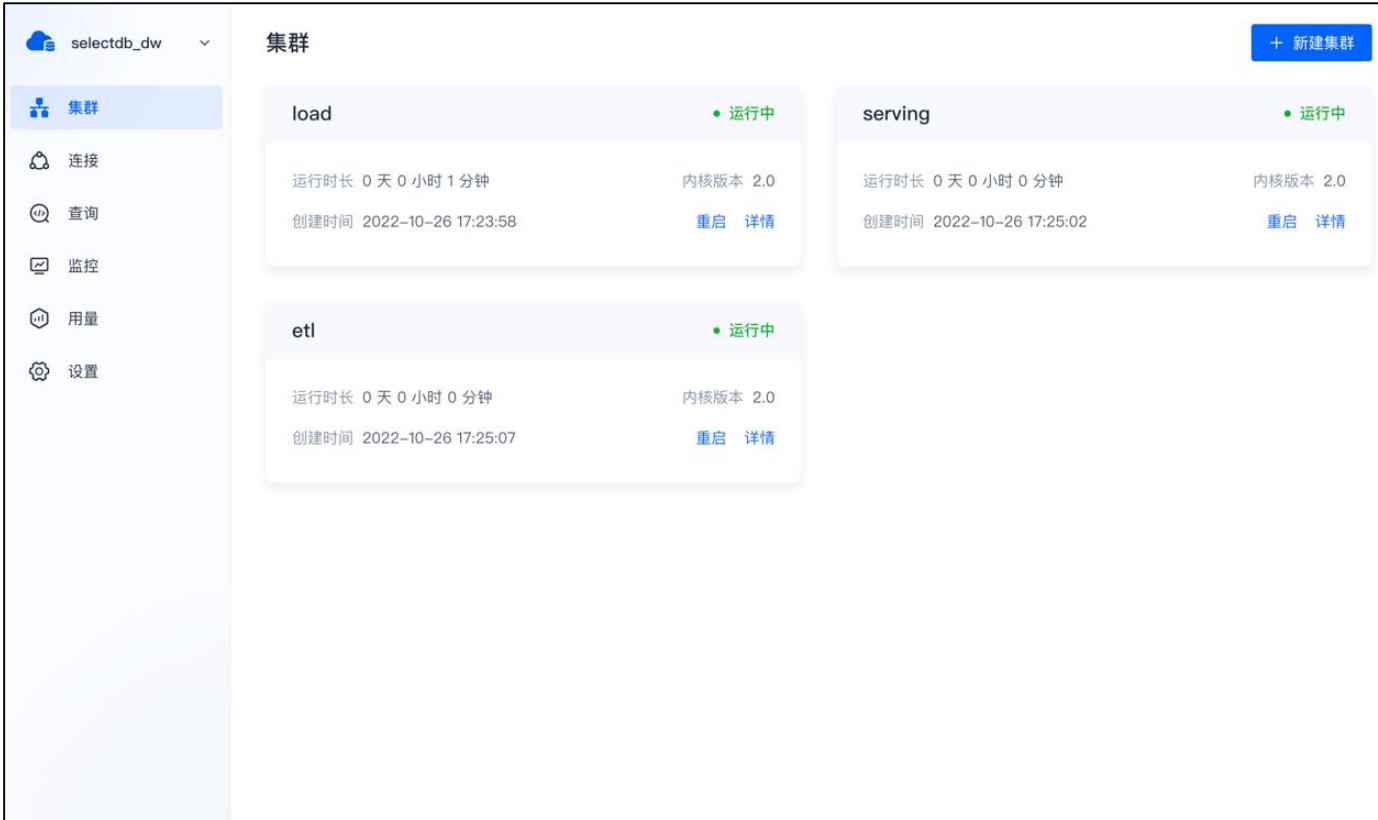 selectdb_dw
集群
连接
查询
监控
用量
设置
集群
+ 新建集群
load
运行中
运行时长 0 天 0 小时 1 分钟
内核版本 2.0
创建时间 2022-10-26 17:23:58
重启 详情
serving
运行中
运行时长 0 天 0 小时 0 分钟
内核版本 2.0
创建时间 2022-10-26 17:25:02
重启 详情
etl
运行中
运行时长 0 天 0 小时 0 分钟
内核版本 2.0
创建时间 2022-10-26 17:25:07
重启 详情